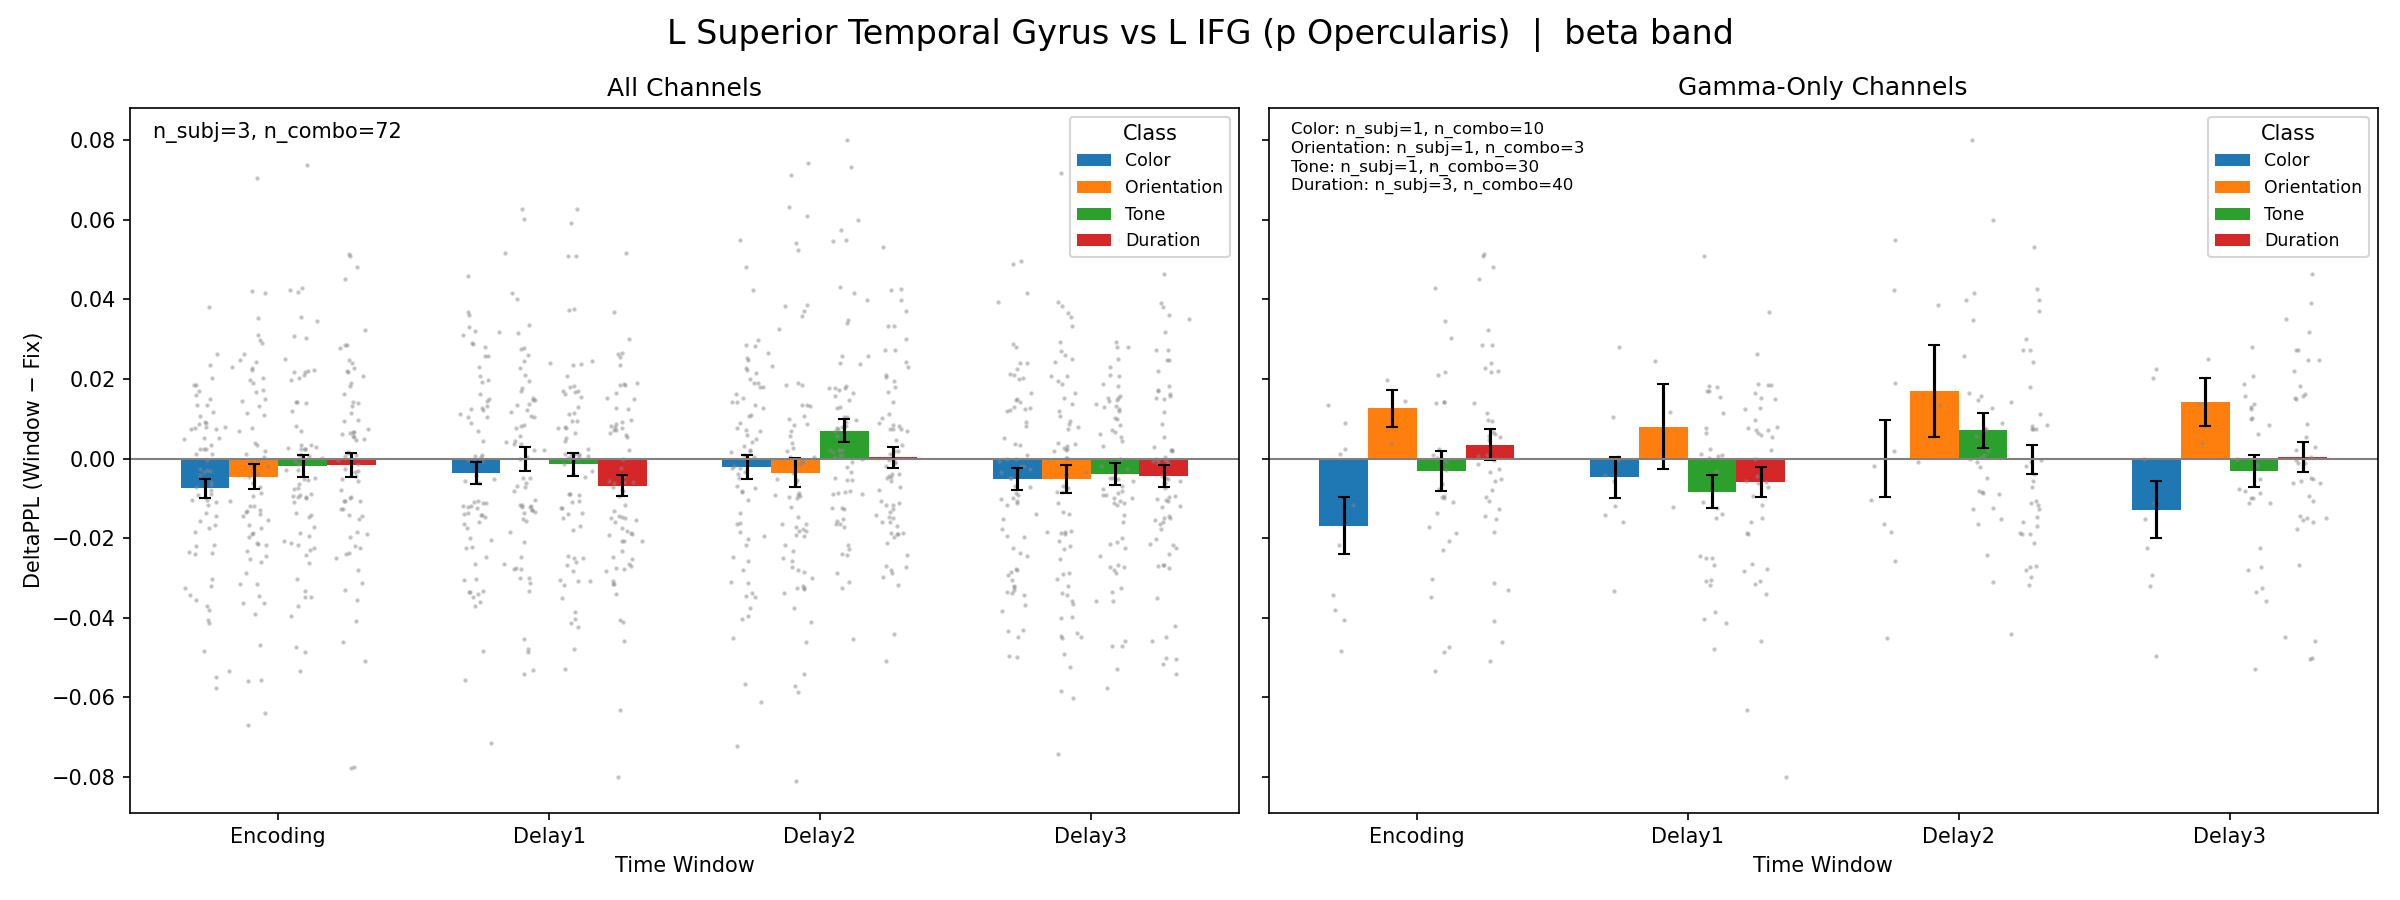 L Superior Temporal Gyrus vs L IFG (p Opercularis) | beta band
All Channels
n_subj=3, n_combo=72
Class
Color
Orientation
Tone
Duration
0.08
0.06
0.04
0.02
0.00
−0.02
−0.04
−0.06
−0.08
DeltaPPL (Window − Fix)
Encoding
Delay1
Delay2
Delay3
Time Window
Gamma-Only Channels
Color: n_subj=1, n_combo=10
Orientation: n_subj=1, n_combo=3
Tone: n_subj=1, n_combo=30
Duration: n_subj=3, n_combo=40
Class
Color
Orientation
Tone
Duration
Encoding
Delay1
Delay2
Delay3
Time Window